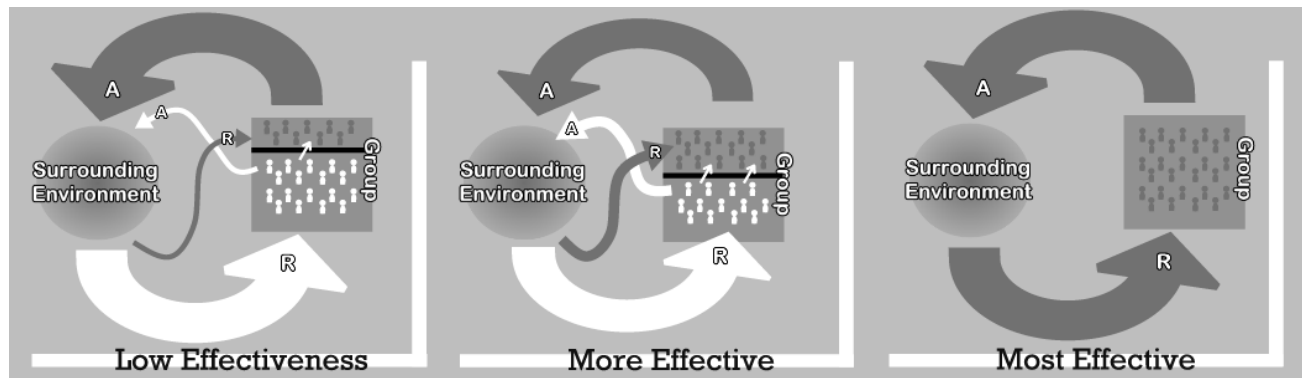 A
A
R
Surrounding
Environment
Group
R
Low Effectiveness
A
A
R
Surrounding
Environment
Group
R
More Effective
A
Surrounding
Environment
Group
R
Most Effective